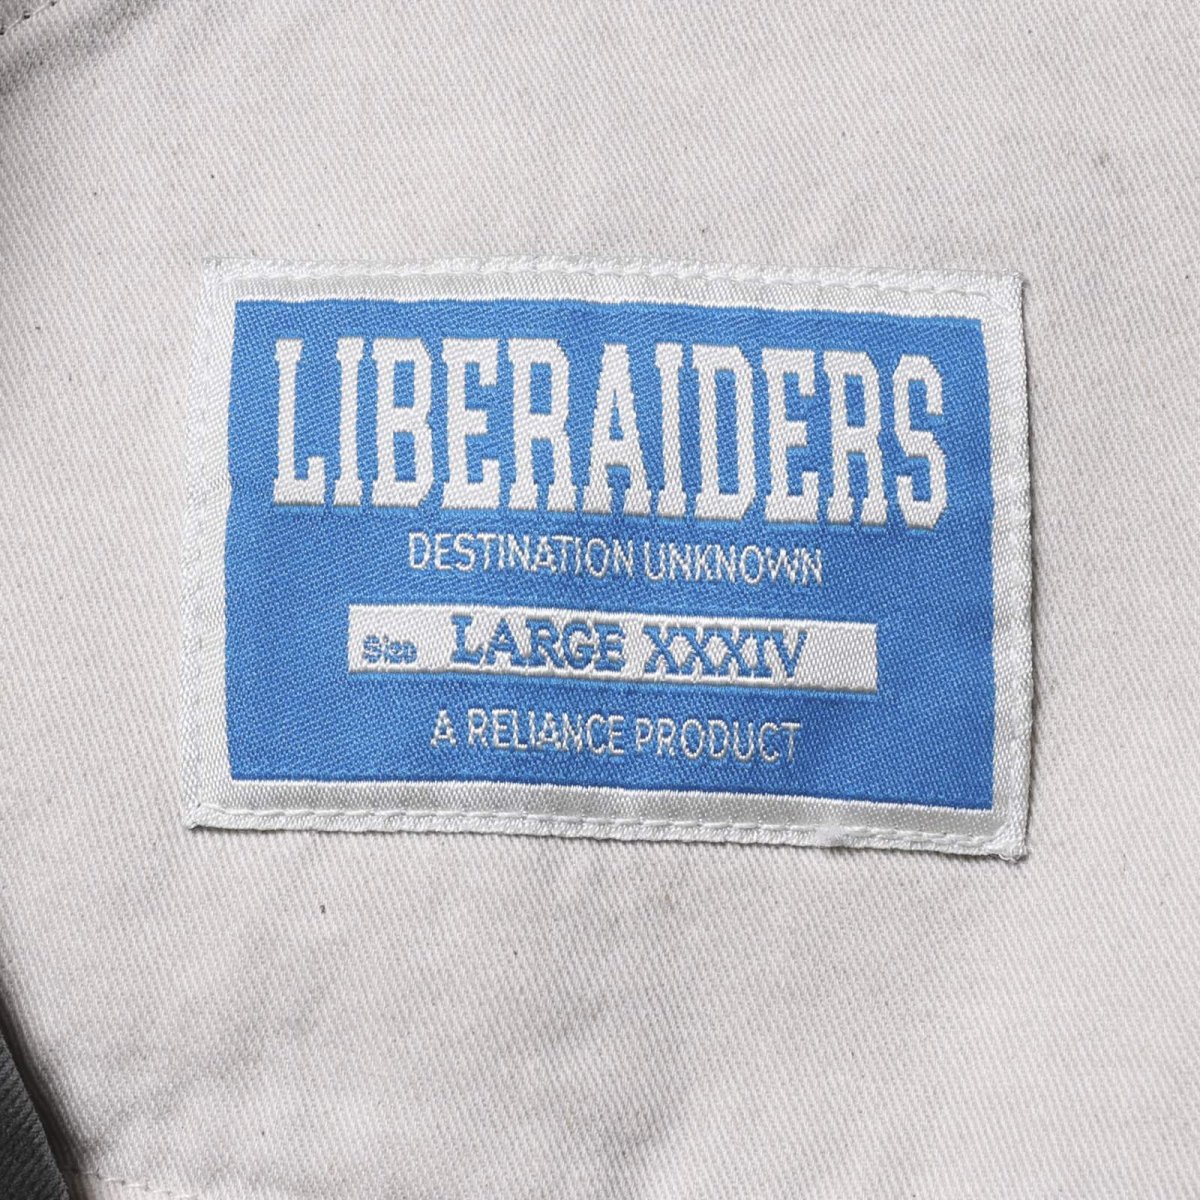 LIBERAIDERS
DESTINATION UNKNOWN
Size LARGE XXXIV
A RELIANCE PRODUCT